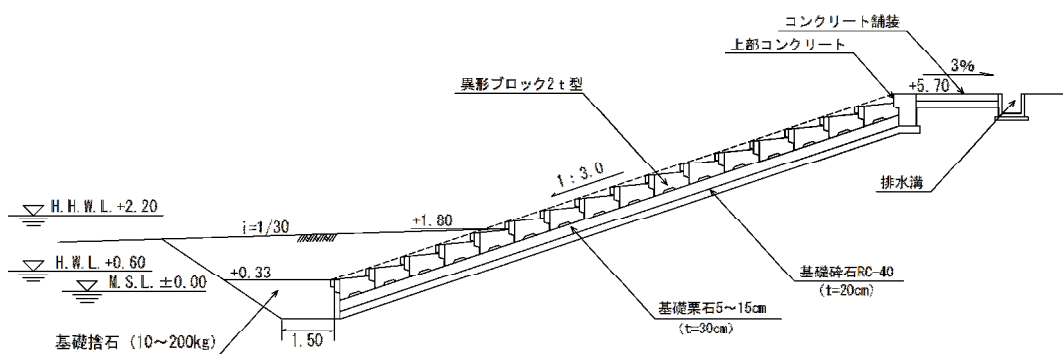 コンクリート舗装
上部コンクリート
3%
+5.70
異形ブロック2t型
1:3.0
排水溝
H.H.W.L.+2.20
i=1/30
+1.80
H.W.L.+0.60
+0.33
M.S.L.±0.00
基礎砕石RC-40
(t=20cm)
基礎栗石5~15cm
(t=30cm)
基礎捨石 (10~200kg)
1.50